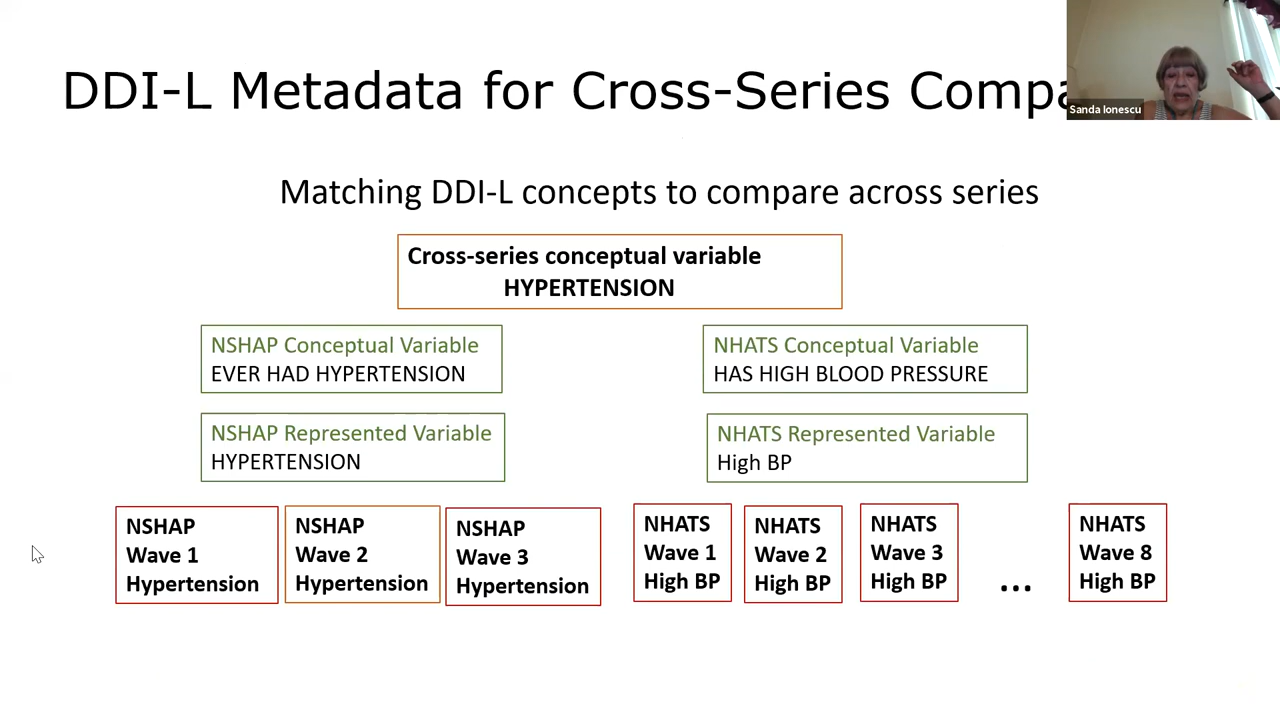 DDI-L Metadata for Cross-Series
Sanda Ionescu
Matching DDI-L concepts to compare across series
Cross-series conceptual variable
HYPERTENSION
NSHAP Conceptual Variable
EVER HAD HYPERTENSION
NHATS Conceptual Variable
HAS HIGH BLOOD PRESSURE
NSHAP Represented Variable
HYPERTENSION
NHATS Represented Variable
High BP
NSHAP
Wave 1
Hypertension
NSHAP
Wave 2
Hypertension
NSHAP
Wave 3
Hypertension
NHATS
Wave 1
High BP
NHATS
Wave 2
High BP
NHATS
Wave 3
High BP
...
NHATS
Wave 8
High BP